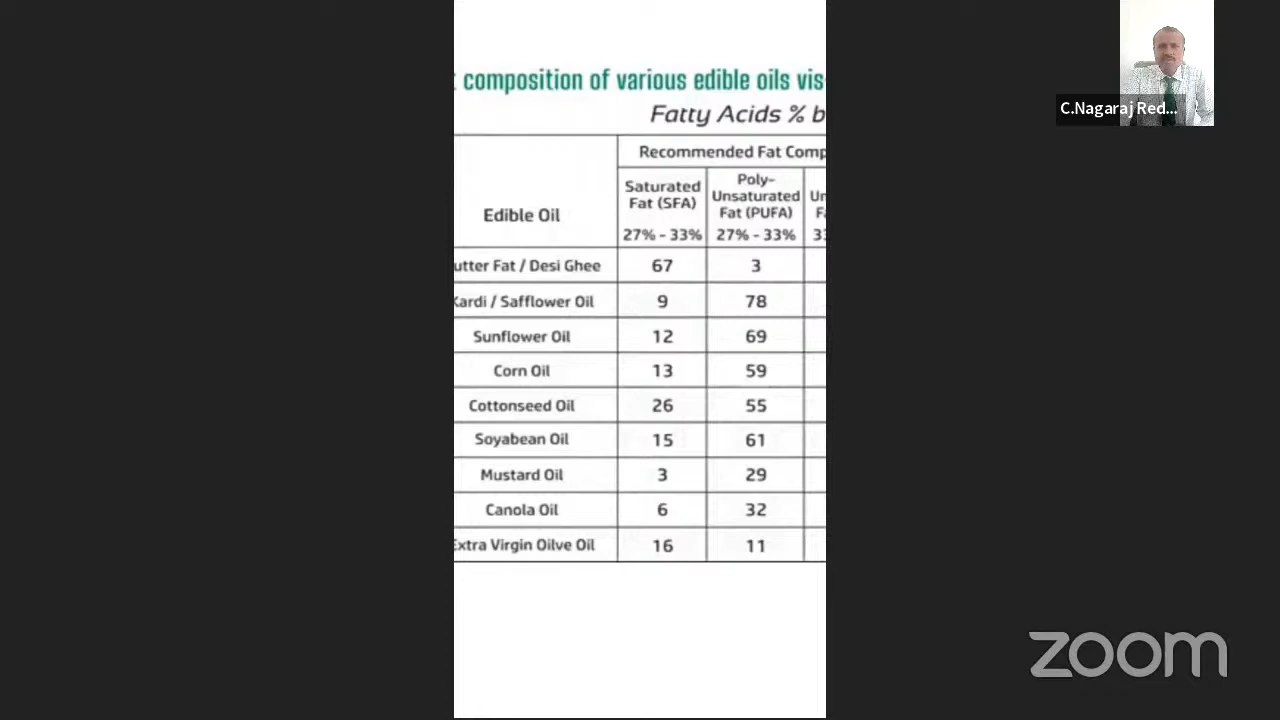 composition of various edible oils vis
Fatty Acids % b
Recommended Fat Comp
Edible Oil
Saturated
Fat (SFA)
27% - 33%
Poly-
Unsaturated
Fat (PUFA)
27% - 33%
Un
F
33
utter Fat / Desi Ghee 67 3
Kardi / Safflower Oil 9 78
Sunflower Oil 12 69
Corn Oil 13 59
Cottonseed Oil 26 55
Soyabean Oil 15 61
Mustard Oil 3 29
Canola Oil 6 32
Extra Virgin Oilve Oil 16 11
C.Nagaraj Red...
zoom